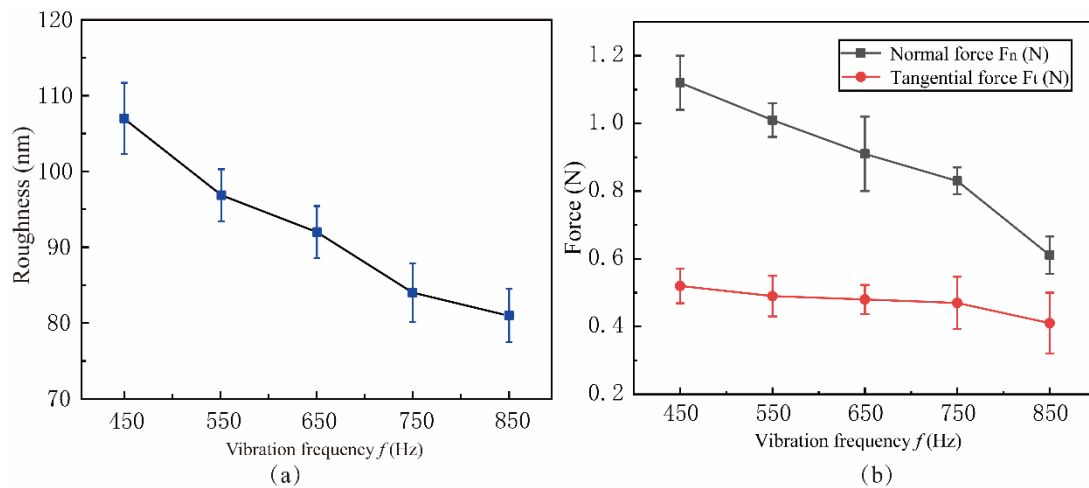 120
110
100
90
80
70
Roughness (nm)
450 550 650 750 850
Vibration frequency f (Hz)
(a)
1.2
1.0
0.8
0.6
0.4
0.2
Force (N)
Normal force Fn (N)
Tangential force Ft (N)
450 550 650 750 850
Vibration frequency f (Hz)
(b)